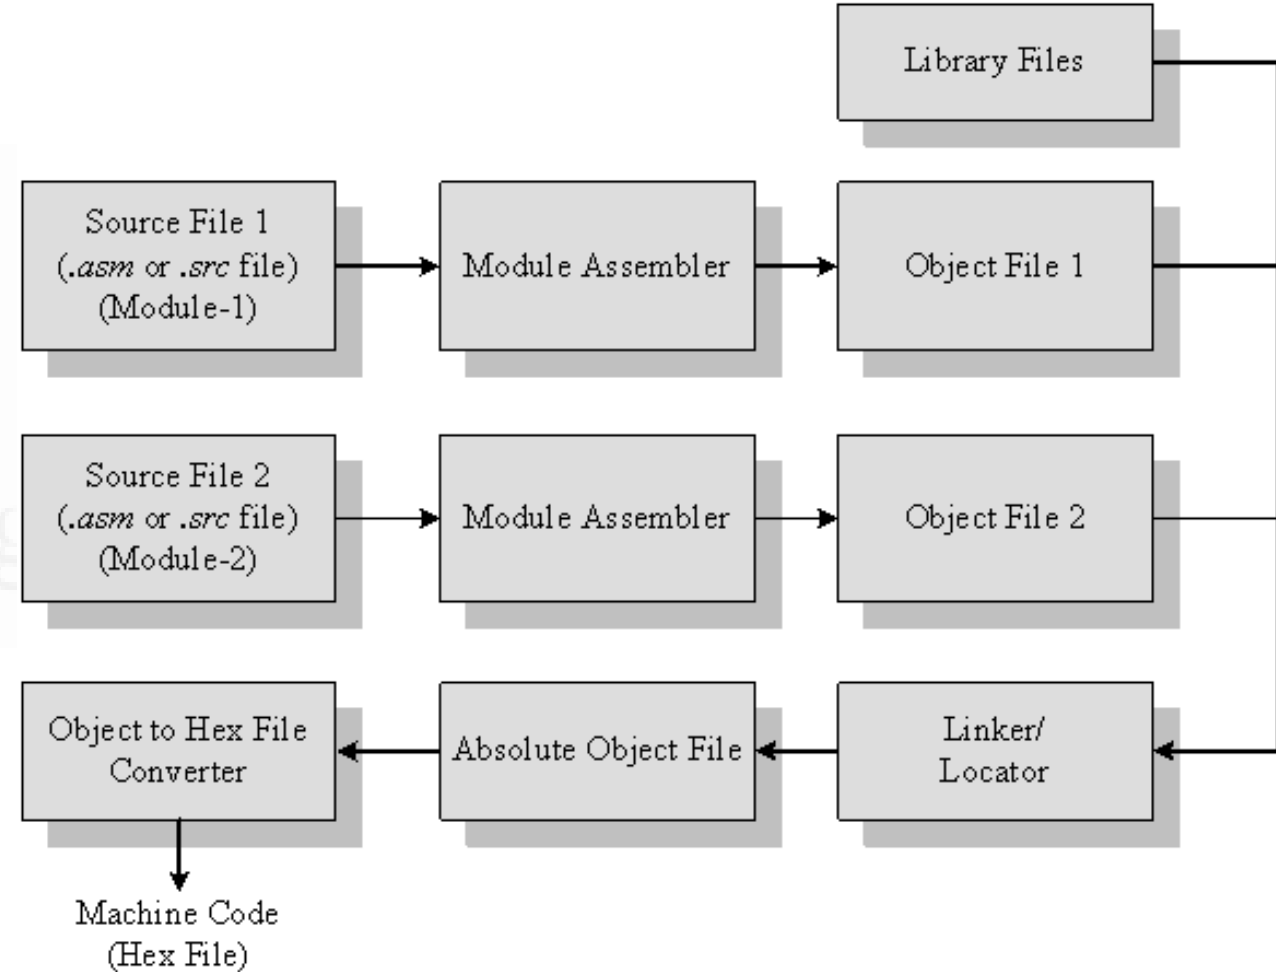 Library Files
Source File 1
(.asm or .src file)
(Module-1)
Module Assembler
Object File 1
Source File 2
(.asm or .src file)
(Module-2)
Module Assembler
Object File 2
Object to Hex File
Converter
Absolute Object File
Linker/
Locator
Machine Code
(Hex File)